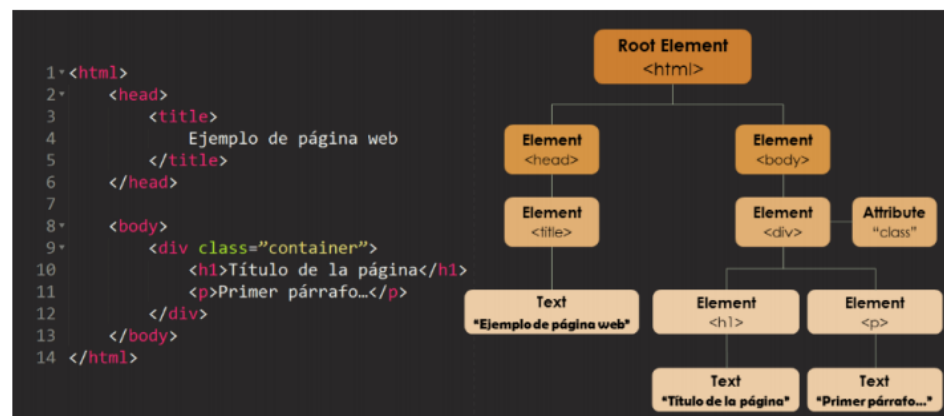 1 <html>
2 <head>
3 <title>
4 Ejemplo de página web
5 </title>
6 </head>
7
8 <body>
9 <div class=”container”>
10 <h1>Título de la página</h1>
11 <p>Primer párrafo…</p>
12 </div>
13 </body>
14 </html>
Root Element
<html>
Element
<head>
Element
<body>
Element
<title>
Element
<div>
Attribute
“class”
Text
"Ejemplo de página web"
Element
<h1>
Element
<p>
Text
"Título de la página"
Text
"Primer párrafo..."